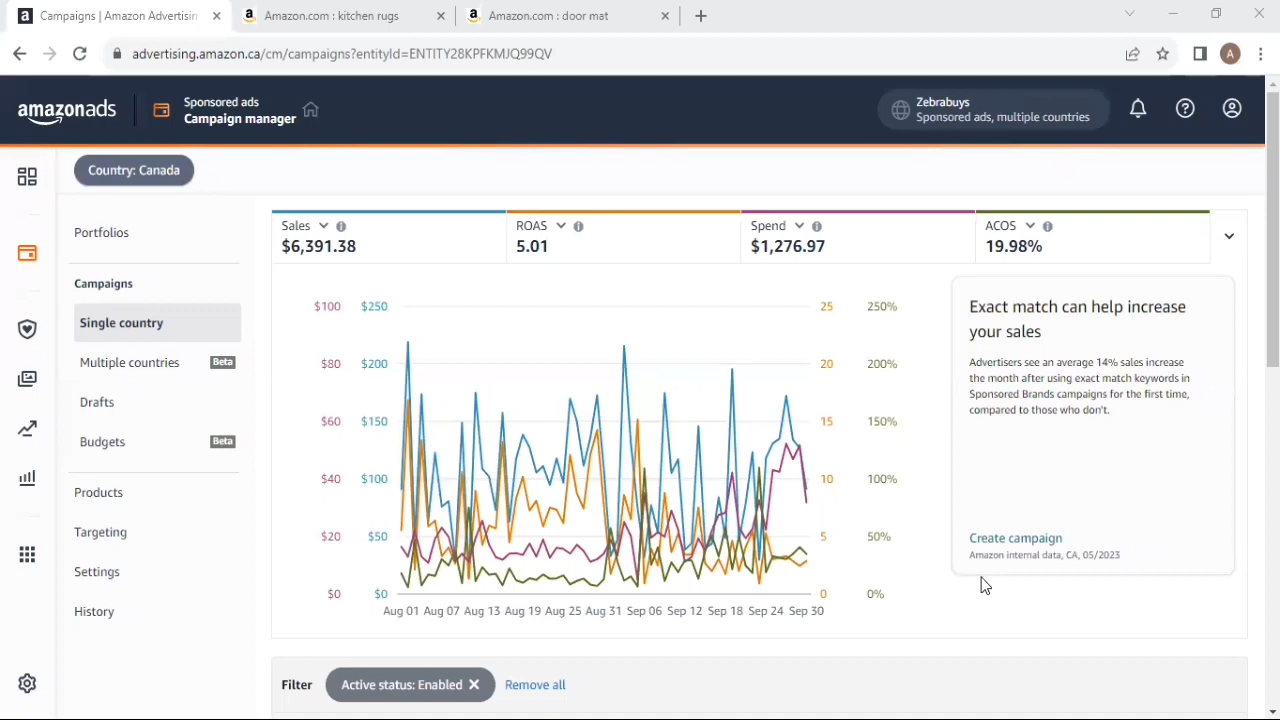 Campaigns | Amazon Advertisin
Amazon.com : kitchen rugs
Amazon.com : door mat
advertising.amazon.ca/cm/campaigns?entityId=ENTITY28KPFKMJQ99QV
A
amazonads
Sponsored ads
Campaign manager
Zebrabuys
Sponsored ads, multiple countries
Country: Canada
Portfolios
Campaigns
Single country
Multiple countries Beta
Drafts
Budgets Beta
Products
Targeting
Settings
History
Sales
$6,391.38
ROAS
5.01
Spend
$1,276.97
ACOS
19.98%
$100 $250 25 250%
$80 $200 20 200%
$60 $150 15 150%
$40 $100 10 100%
$20 $50 5 50%
$0 $0 0 0%
Aug 01 Aug 07 Aug 13 Aug 19 Aug 25 Aug 31 Sep 06 Sep 12 Sep 18 Sep 24 Sep 30
Exact match can help increase
your sales
Advertisers see an average 14% sales increase
the month after using exact match keywords in
Sponsored Brands campaigns for the first time,
compared to those who don't.
Create campaign
Amazon internal data, CA, 05/2023
Filter
Active status: Enabled
Remove all